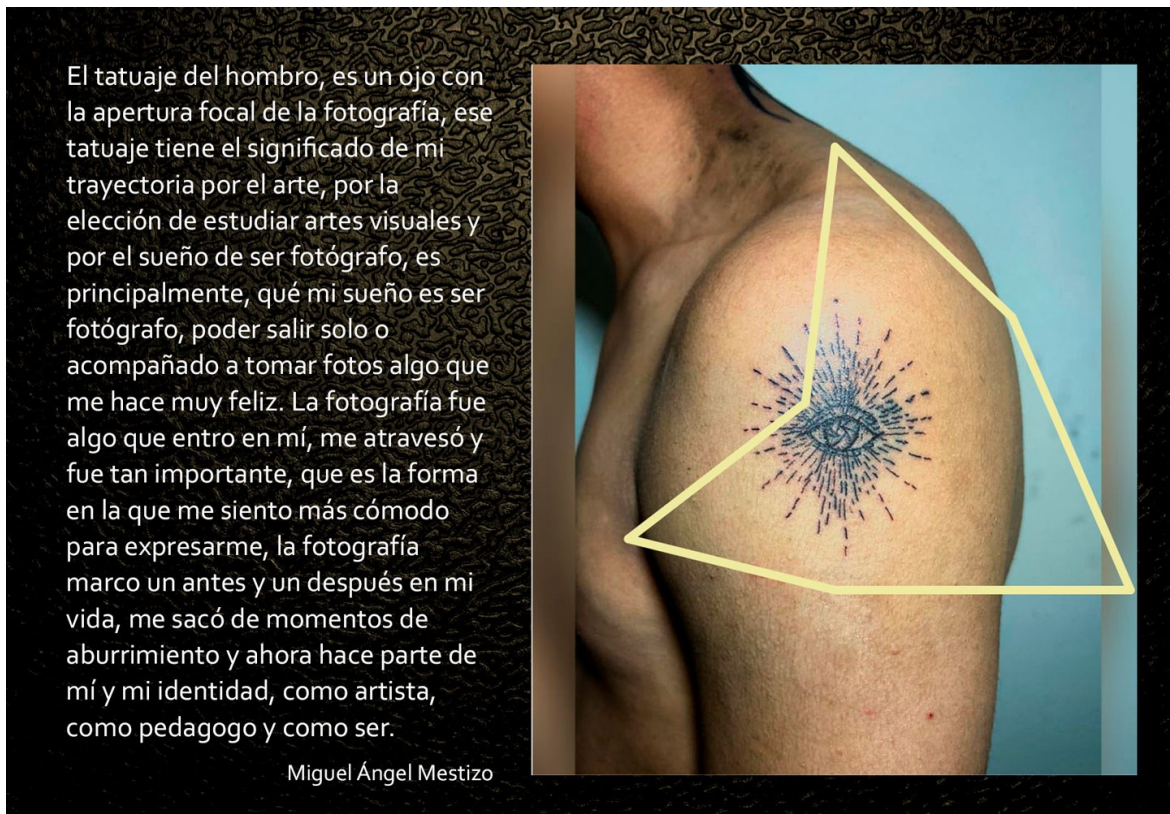 El tatuaje del hombro, es un ojo con
la apertura focal de la fotografía, ese
tatuaje tiene el significado de mi
trayectoria por el arte, por la
elección de estudiar artes visuales y
por el sueño de ser fotógrafo, es
principalmente, qué mi sueño es ser
fotógrafo, poder salir solo o
acompañado a tomar fotos algo que
me hace muy feliz. La fotografía fue
algo que entro en mí, me atravesó y
fue tan importante, que es la forma
en la que me siento más cómodo
para expresarme, la fotografía
marco un antes y un después en mi
vida, me sacó de momentos de
aburrimiento y ahora hace parte de
mí y mi identidad, como artista,
como pedagogo y como ser.
Miguel Ángel Mestizo